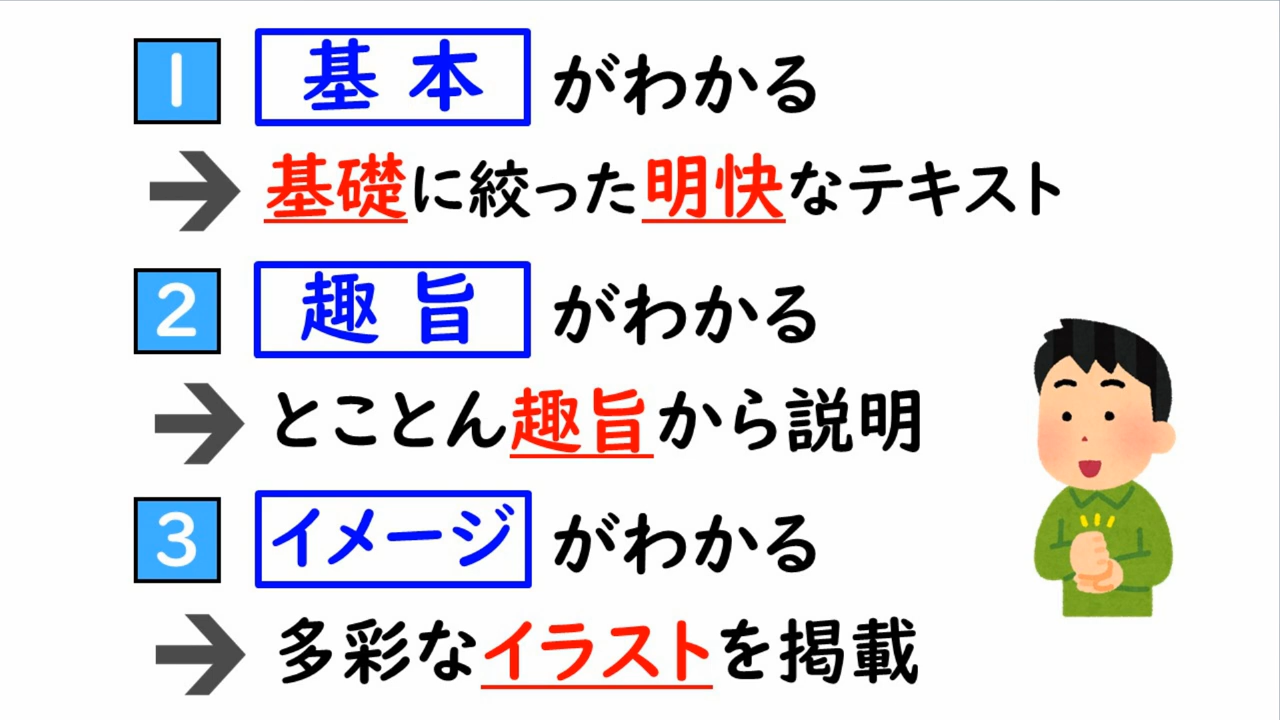 1 基本 がわかる
→ 基礎に絞った明快なテキスト
2 趣旨 がわかる
→ とことん趣旨から説明
3 イメージ がわかる
→ 多彩なイラストを掲載